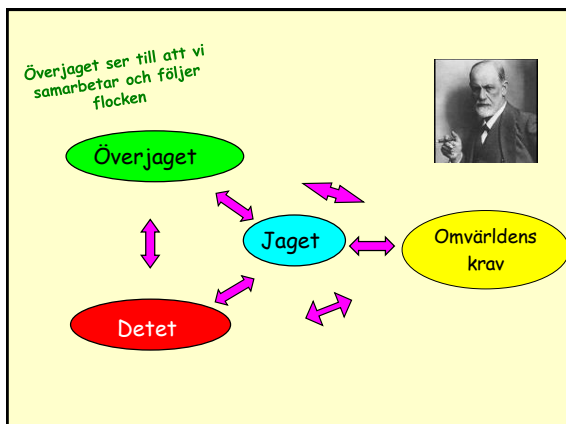 Överjaget ser till att vi
samarbetar och följer
flocken
Överjaget
Jaget
Omvärldens
krav
Detet